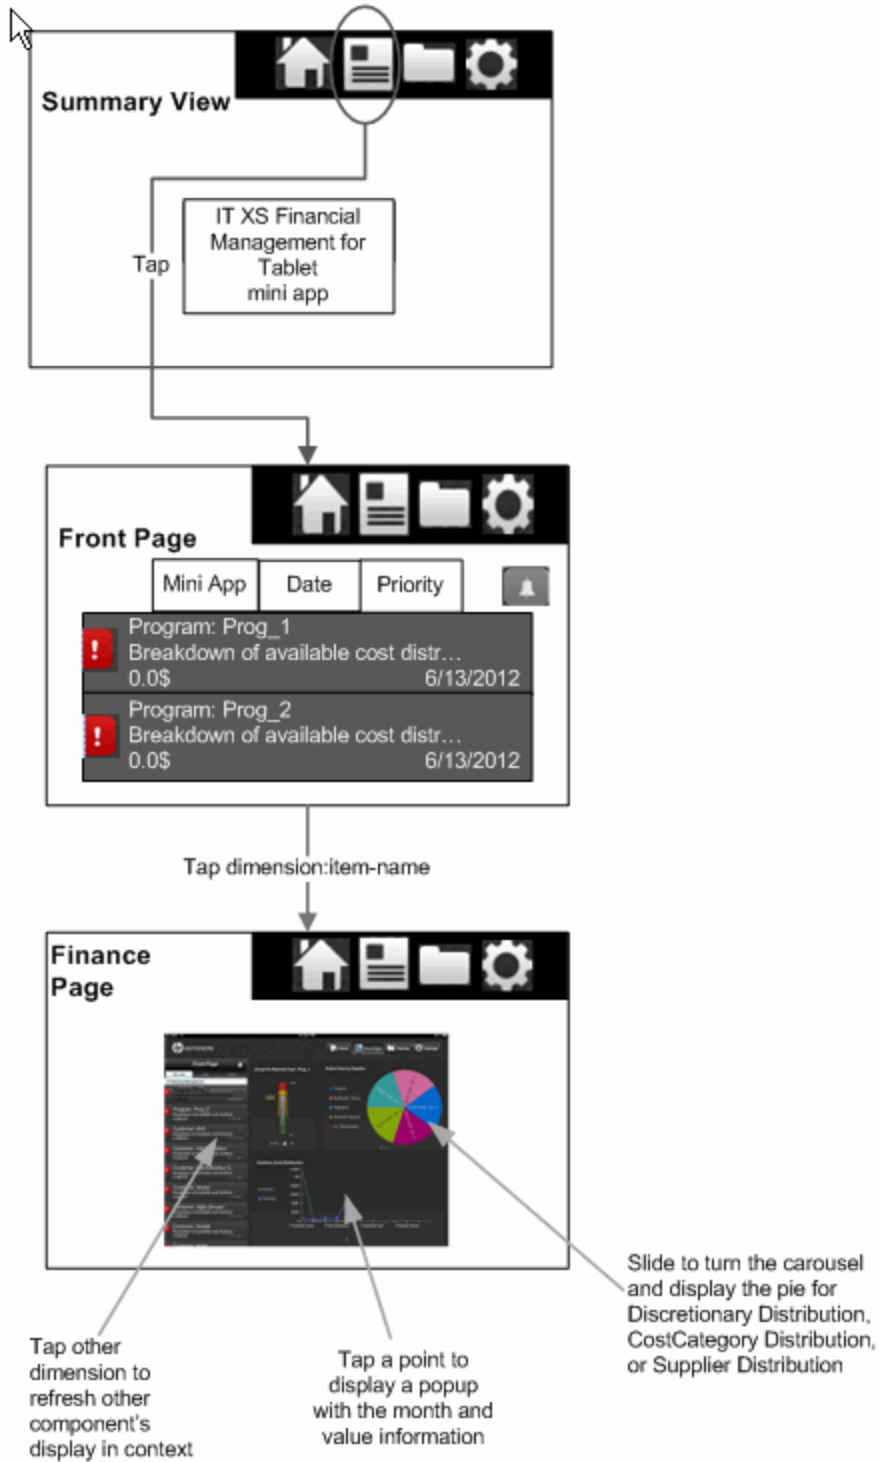 Summary View
IT XS Financial
Management for
Tablet
mini app
Tap
Front Page
Mini App
Date
Priority
Program: Prog_1
Breakdown of available cost distr...
0.0$
6/13/2012
Program: Prog_2
Breakdown of available cost distr...
0.0$
6/13/2012
Tap dimension:item-name
Finance
Page
Slide to turn the carousel
and display the pie for
Discretionary Distribution,
CostCategory Distribution,
or Supplier Distribution
Tap other
dimension to
refresh other
component's
display in context
Tap a point to
display a popup
with the month and
value information